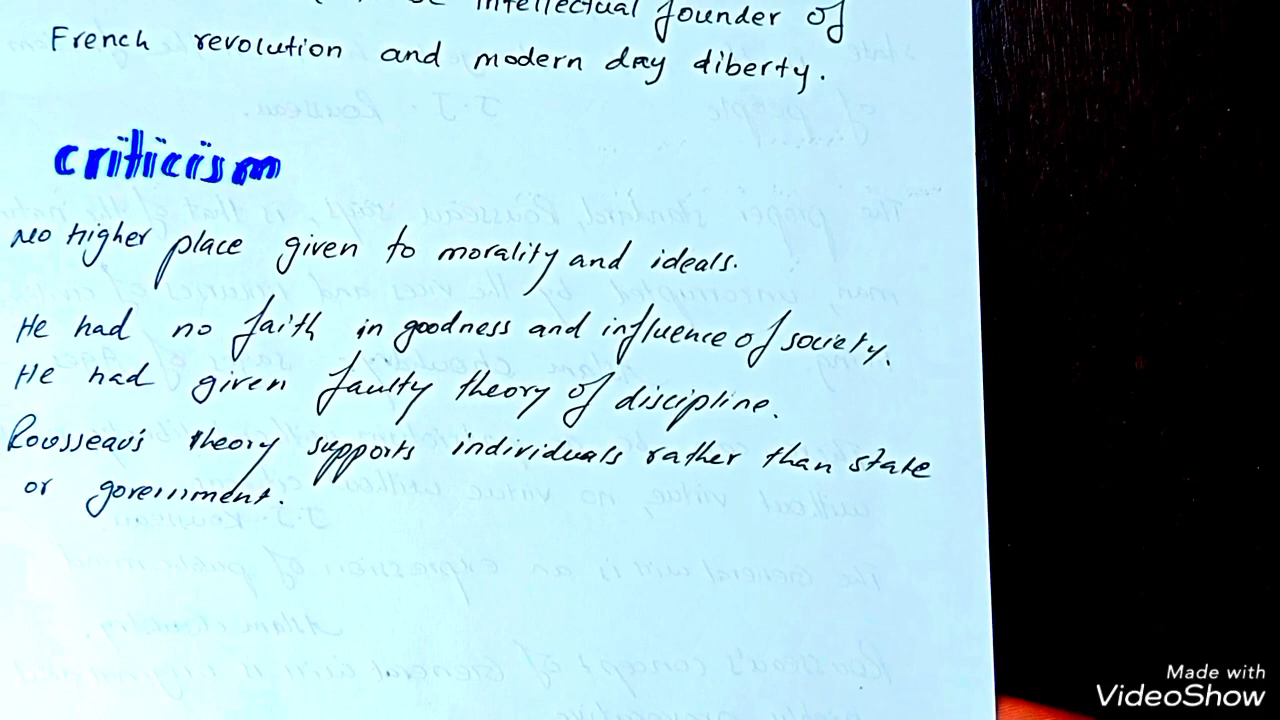 intellectual founder of
French revolution and modern day liberty.
criticism
No higher place given to morality and ideals.
He had no faith in goodness and influence of society.
He had given faulty theory of discipline.
Rousseau's theory supports individuals rather than state
or government.
Made with
VideoShow